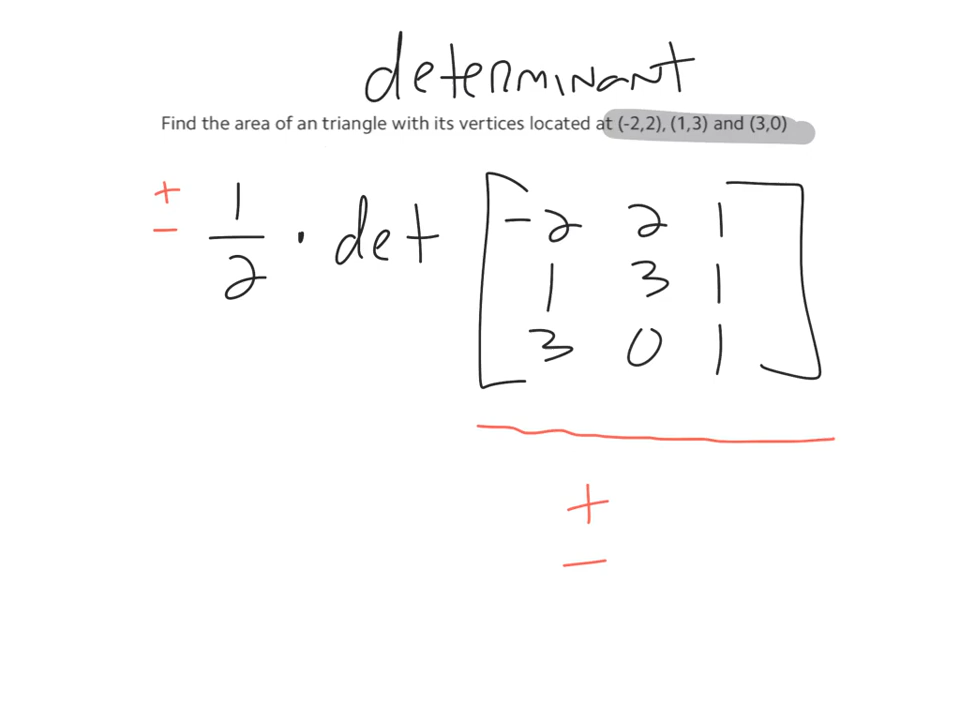 determinant
Find the area of an triangle with its vertices located at (-2,2), (1,3) and (3,0)
± 1/2 · det [ -2 2 1
1 3 1
3 0 1 ]
+
−